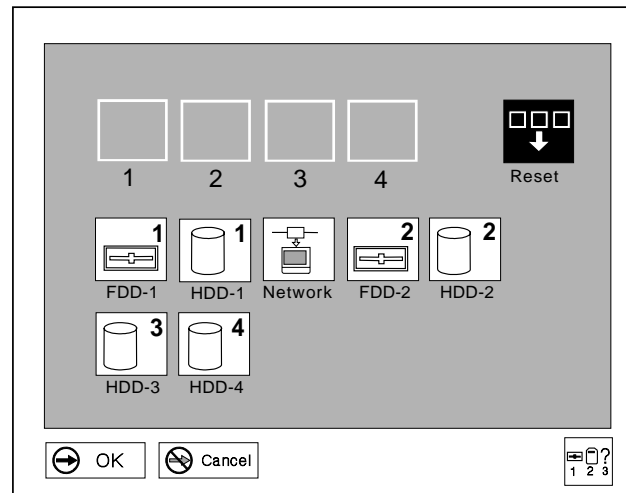 1 2 3 4
Reset
1 1 2 2
FDD-1 HDD-1 Network FDD-2 HDD-2
3 4
HDD-3 HDD-4
OK Cancel
?
1 2 3